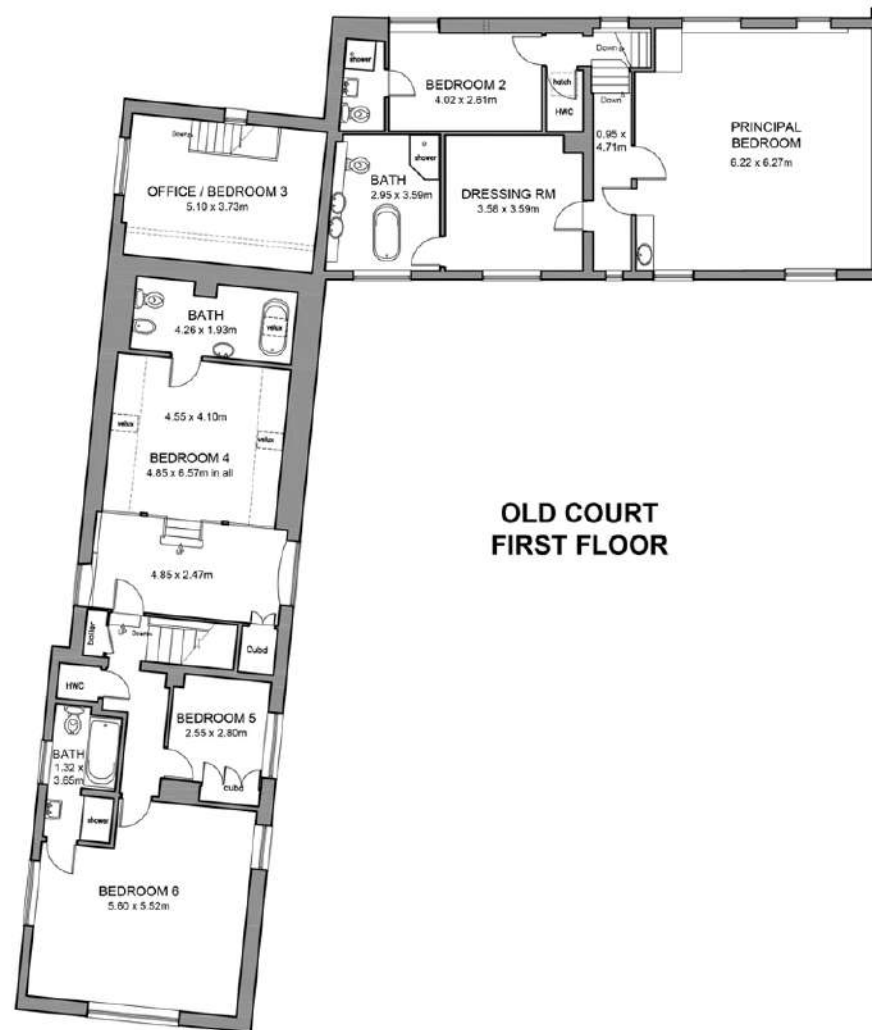 shower
BEDROOM 2
4.02 x 2.61m
Down
hatch
HWC
Down
0.95 x
4.71m
PRINCIPAL
BEDROOM
6.22 x 6.27m
Down
OFFICE / BEDROOM 3
5.10 x 3.73m
shower
BATH
2.95 x 3.59m
DRESSING RM
3.56 x 3.59m
BATH
4.26 x 1.93m
velux
4.55 x 4.10m
velux
velux
BEDROOM 4
4.85 x 6.57m in all
OLD COURT
FIRST FLOOR
4.85 x 2.47m
boiler
Down
Cubd
HWC
BEDROOM 5
2.55 x 2.80m
BATH
1.32 x
3.65m
cubd
shower
BEDROOM 6
5.60 x 5.52m